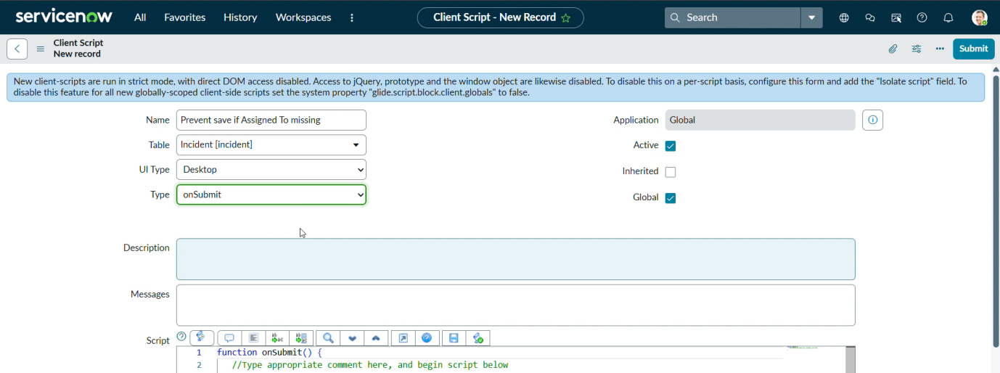 servicenow All Favorites History Workspaces Client Script - New Record Search
Client Script
New record
Submit
New client-scripts are run in strict mode, with direct DOM access disabled. Access to jQuery, prototype and the window object are likewise disabled. To disable this on a per-script basis, configure this form and add the "Isolate script" field. To
disable this feature for all new globally-scoped client-side scripts set the system property "glide.script.block.client.globals" to false.
Name Prevent save if Assigned To missing Application Global
Table Incident [incident] Active
UI Type Desktop Inherited
Type onSubmit Global
Description
Messages
Script
1 function onSubmit() {
2 //Type appropriate comment here, and begin script below